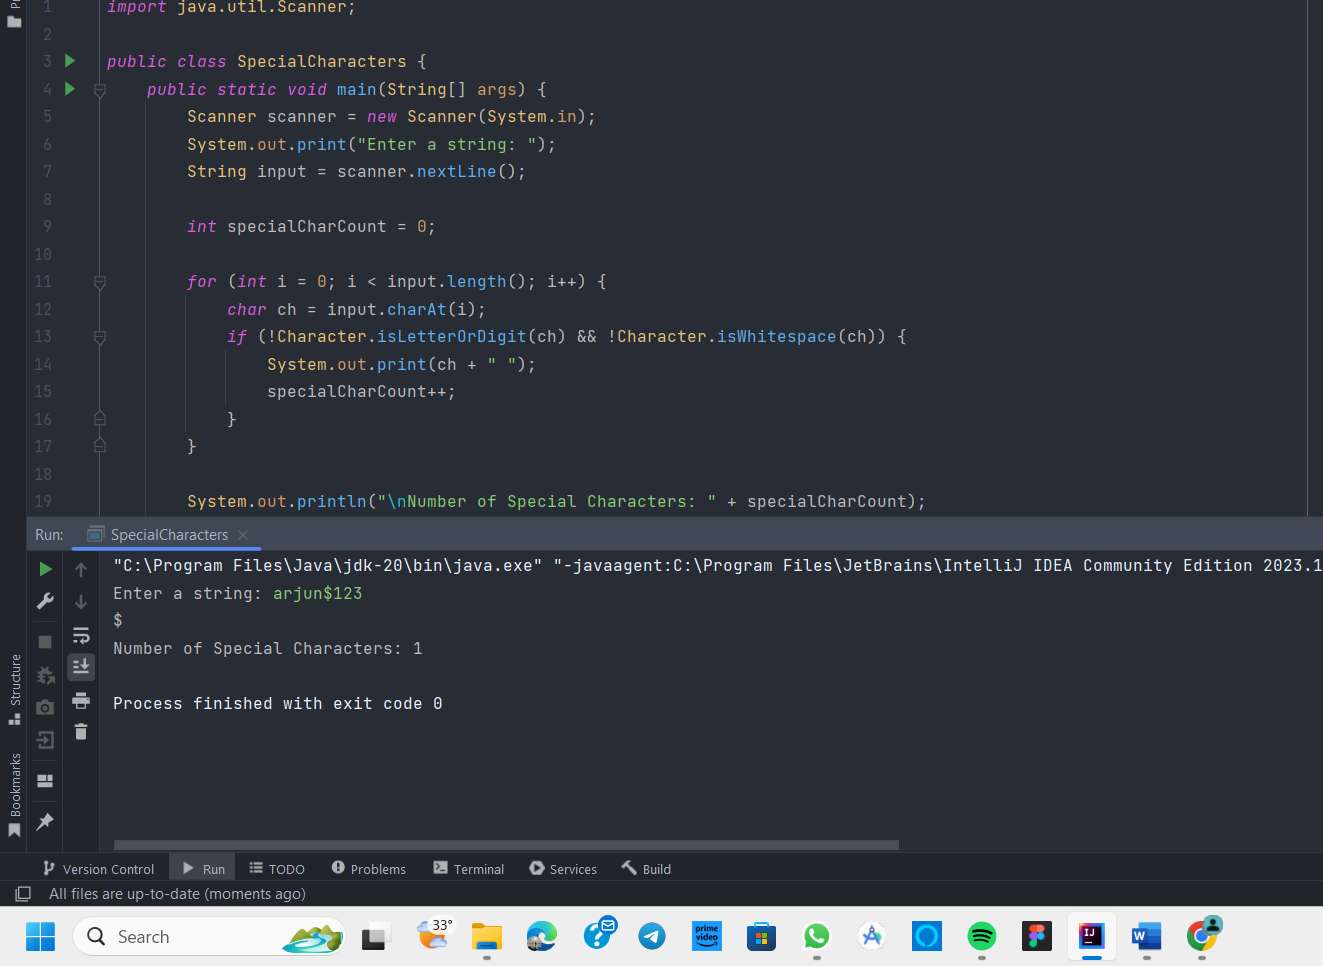 1 import java.util.Scanner;
2
3 public class SpecialCharacters {
4 public static void main(String[] args) {
5 Scanner scanner = new Scanner(System.in);
6 System.out.print("Enter a string: ");
7 String input = scanner.nextLine();
8
9 int specialCharCount = 0;
10
11 for (int i = 0; i < input.length(); i++) {
12 char ch = input.charAt(i);
13 if (!Character.isLetterOrDigit(ch) && !Character.isWhitespace(ch)) {
14 System.out.print(ch + " ");
15 specialCharCount++;
16 }
17 }
18
19 System.out.println("\nNumber of Special Characters: " + specialCharCount);
Run: SpecialCharacters
"C:\Program Files\Java\jdk-20\bin\java.exe" "-javaagent:C:\Program Files\JetBrains\IntelliJ IDEA Community Edition 2023.1
Enter a string: arjun$123
$
Number of Special Characters: 1
Process finished with exit code 0
Structure
Bookmarks
Version Control Run TODO Problems Terminal Services Build
All files are up-to-date (moments ago)
Search
33°
prime video
IJ
W